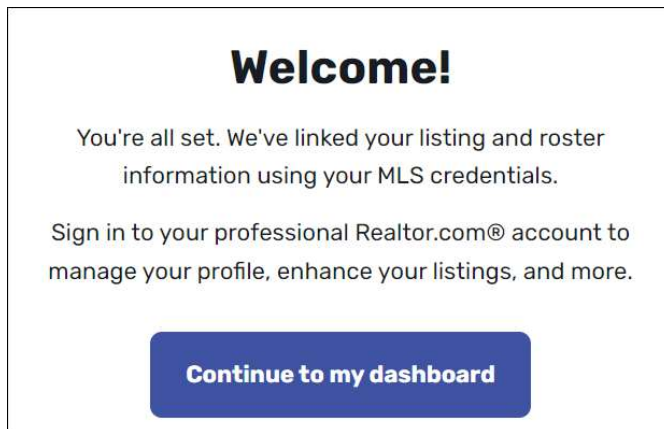 Welcome!
You're all set. We've linked your listing and roster
information using your MLS credentials.
Sign in to your professional Realtor.com® account to
manage your profile, enhance your listings, and more.
Continue to my dashboard